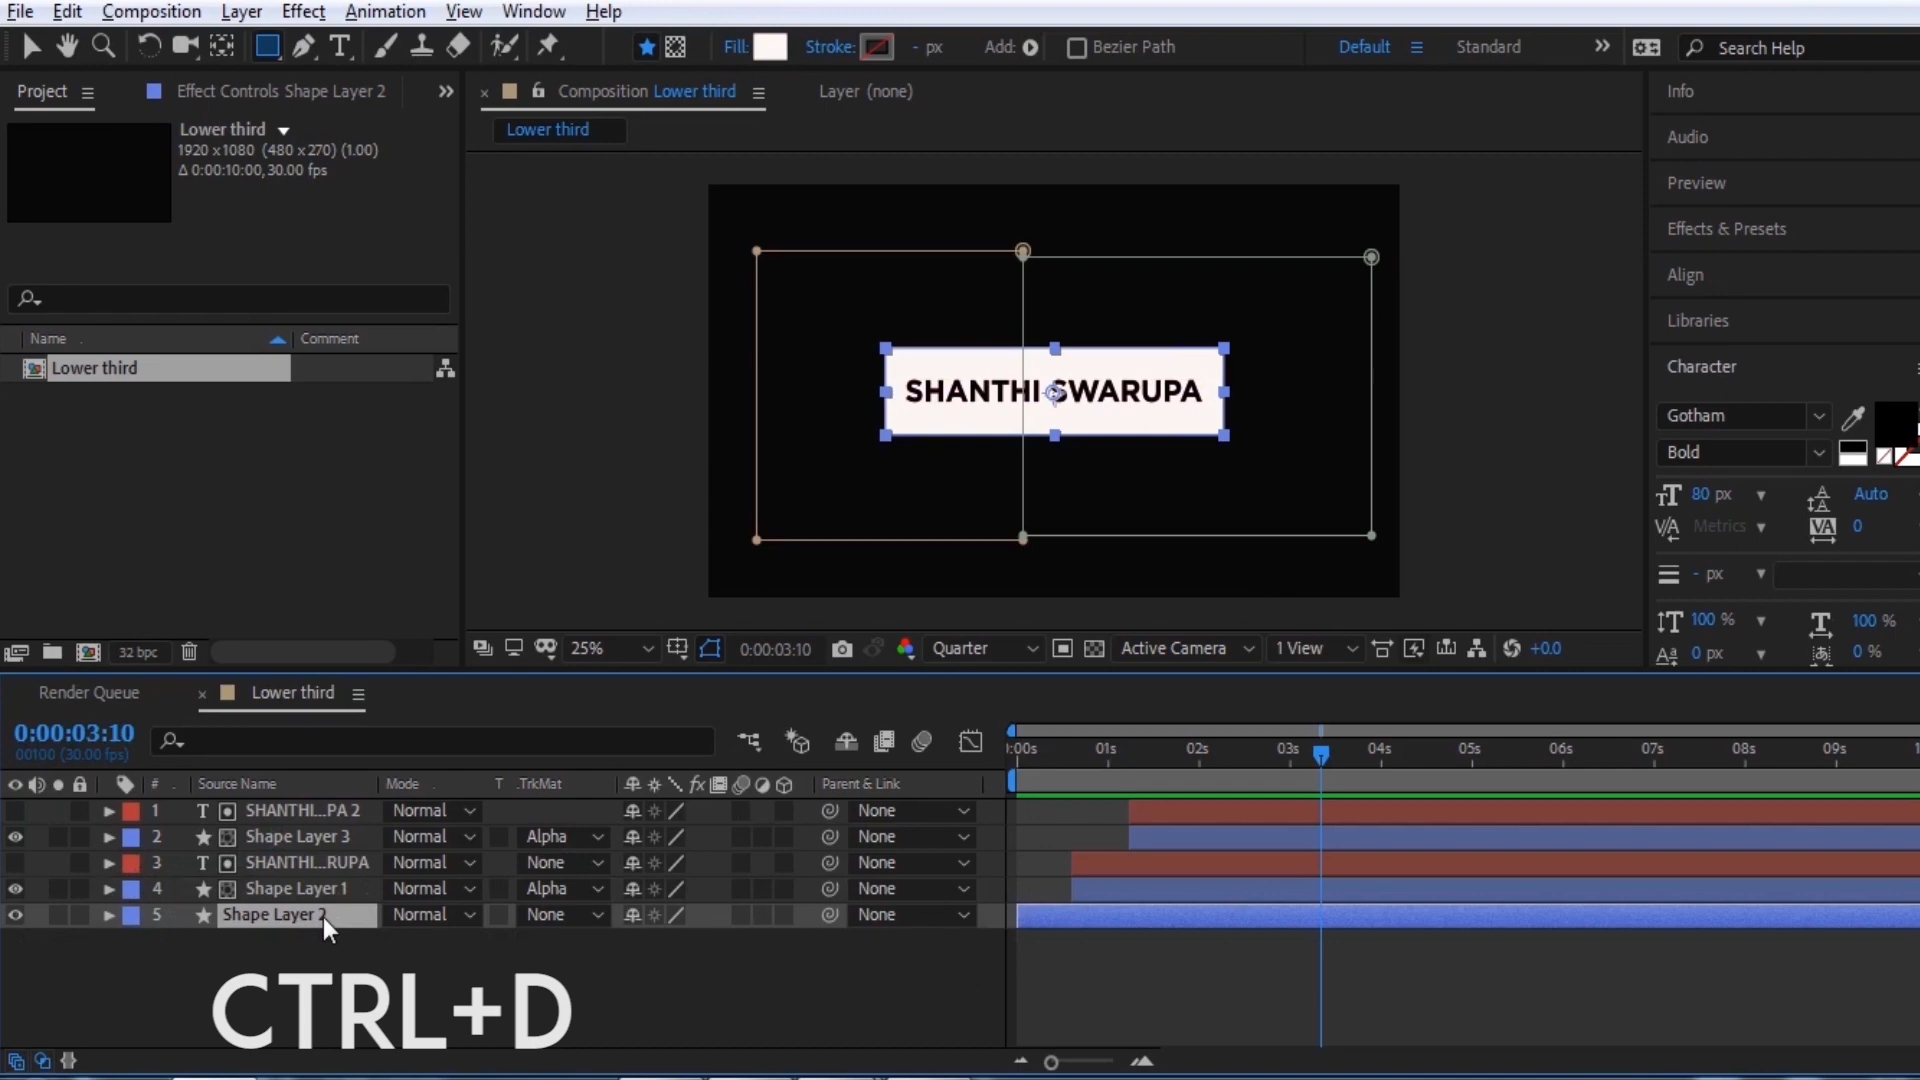 File Edit Composition Layer Effect Animation View Window Help
Fill: Stroke: - px Add: Bezier Path Default Standard Search Help
Project Effect Controls Shape Layer 2 Composition Lower third Layer (none) Info
Lower third
1920 x1080 (480 x270) (1.00)
Δ 0:00:10:00, 30.00 fps
Lower third
Audio
Preview
Effects & Presets
Align
Libraries
Name Comment
Lower third
SHANTHI SWARUPA
Character
Gotham
Bold
80 px Auto
Metrics 0
- px
100 % 100 %
0 px 0 %
32 bpc 25% 0:00:03:10 Quarter Active Camera 1 View +0.0
Render Queue Lower third
0:00:03:10
00100 (30.00 fps)
:00s 01s 02s 03s 04s 05s 06s 07s 08s 09s 1
# Source Name Mode T .TrkMat fx Parent & Link
1 T SHANTHI...PA 2 Normal None
2 Shape Layer 3 Normal Alpha None
3 T SHANTHI...RUPA Normal None None
4 Shape Layer 1 Normal Alpha None
5 Shape Layer 2 Normal None None
CTRL+D